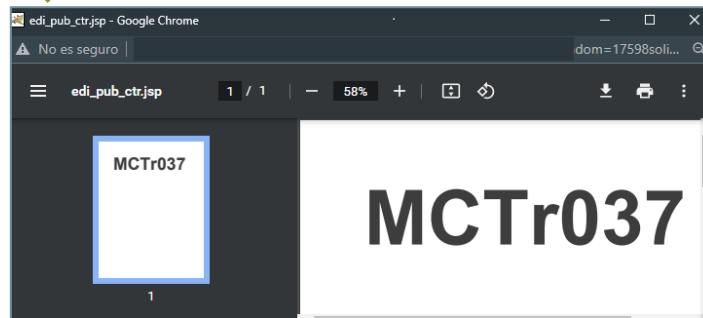 edi_pub_ctr.jsp - Google Chrome
No es seguro
dom=17598soli...
edi_pub_ctr.jsp
1 / 1
58%
MCTr037
1
MCTr037